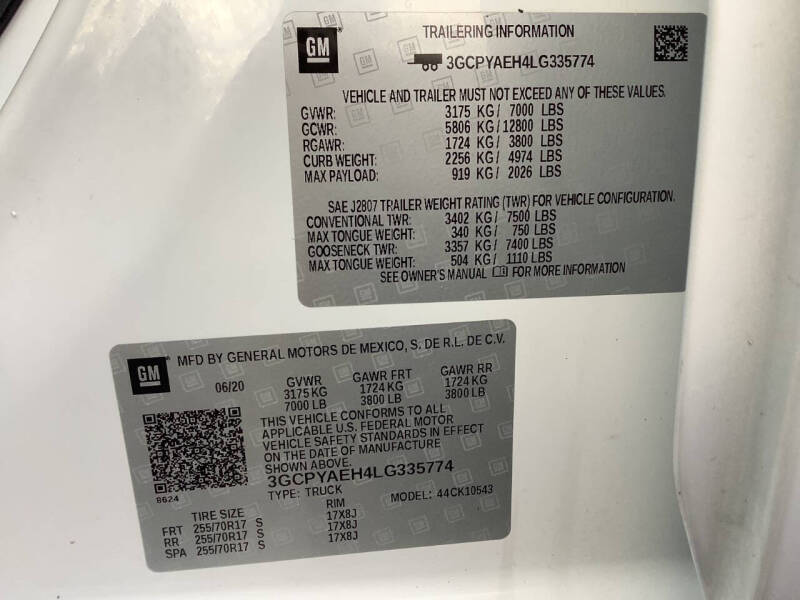 GM
TRAILERING INFORMATION
3GCPYAEH4LG335774
VEHICLE AND TRAILER MUST NOT EXCEED ANY OF THESE VALUES.
GVWR: 3175 KG/ 7000 LBS
GCWR: 5806 KG/ 12800 LBS
RGAWR: 1724 KG/ 3800 LBS
CURB WEIGHT: 2256 KG/ 4974 LBS
MAX PAYLOAD: 919 KG/ 2026 LBS
SAE J2807 TRAILER WEIGHT RATING (TWR) FOR VEHICLE CONFIGURATION.
CONVENTIONAL TWR: 3402 KG/ 7500 LBS
MAX TONGUE WEIGHT: 340 KG/ 750 LBS
GOOSENECK TWR: 3357 KG/ 7400 LBS
MAX TONGUE WEIGHT: 504 KG/ 1110 LBS
SEE OWNER'S MANUAL FOR MORE INFORMATION
GM
MFD BY GENERAL MOTORS DE MEXICO, S. DE R.L. DE C.V.
06/20 GVWR GAWR FRT GAWR RR
3175 KG 1724 KG 1724 KG
7000 LB 3800 LB 3800 LB
THIS VEHICLE CONFORMS TO ALL
APPLICABLE U.S. FEDERAL MOTOR
VEHICLE SAFETY STANDARDS IN EFFECT
ON THE DATE OF MANUFACTURE
SHOWN ABOVE.
3GCPYAEH4LG335774
8624
TYPE: TRUCK MODEL: 44CK10543
TIRE SIZE RIM
FRT 255/70R17 S 17X8J
RR 255/70R17 S 17X8J
SPA 255/70R17 S 17X8J